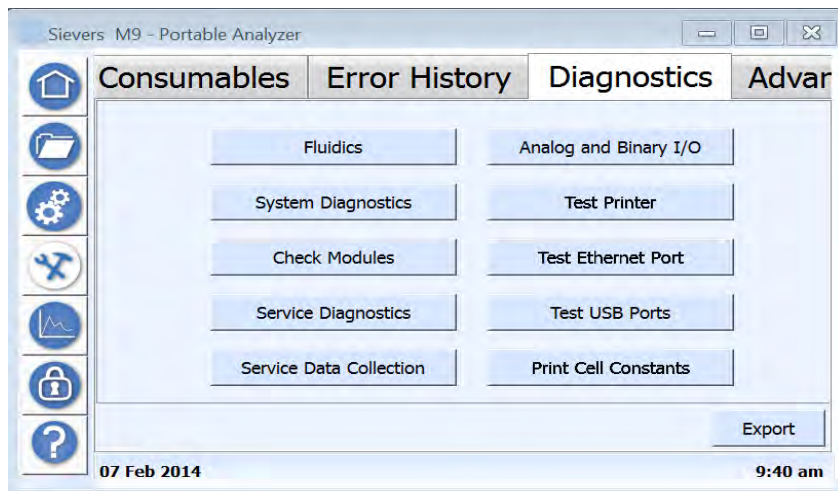 Sievers M9 - Portable Analyzer
Consumables Error History Diagnostics Advan
Fluidics Analog and Binary I/O
System Diagnostics Test Printer
Check Modules Test Ethernet Port
Service Diagnostics Test USB Ports
Service Data Collection Print Cell Constants
Export
07 Feb 2014 9:40 am